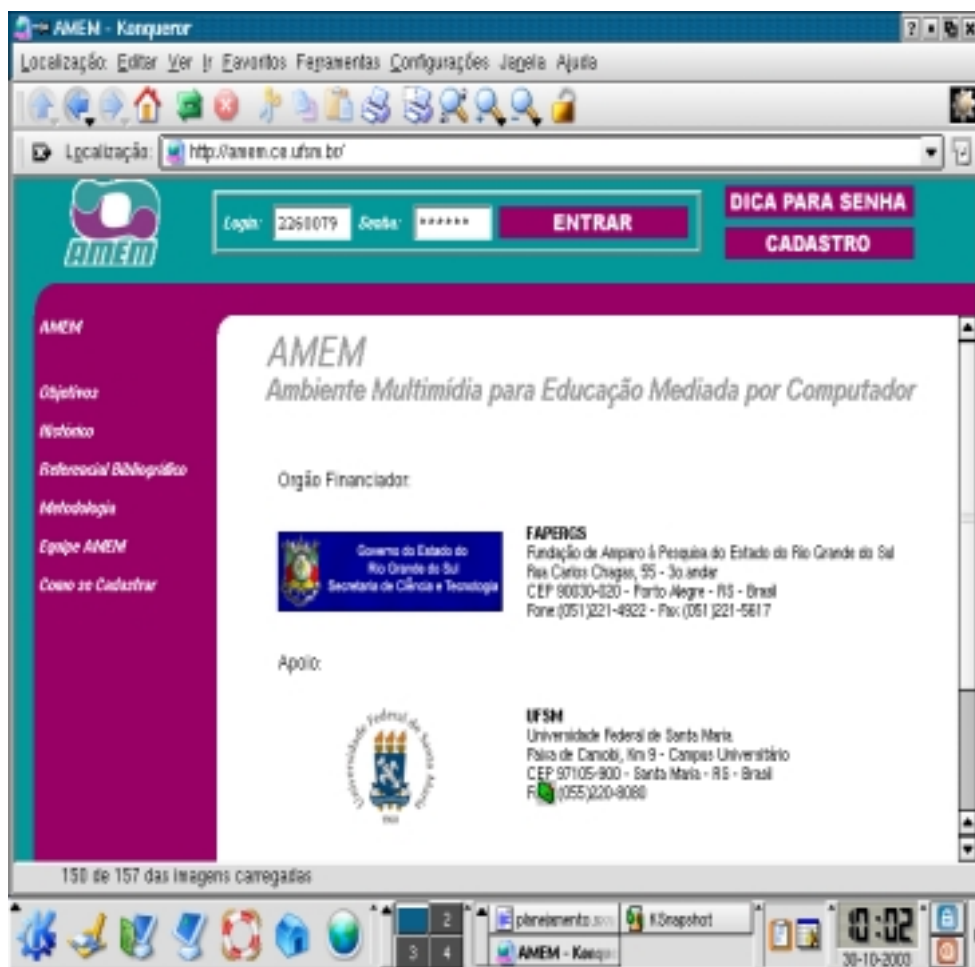 AMEM - Konqueror
Localização Editar Ver Ir Favoritos Ferramentas Configurações Janela Ajuda
Localização: http://amem.ce.ufsm.br/
AMEM
Login: 2260079 Senha: ****** ENTRAR
DICA PARA SENHA
CADASTRO
AMEM
Objetivos
Histórico
Referencial Bibliográfico
Metodologia
Equipe AMEM
Como se Cadastrar
AMEM
Ambiente Multimídia para Educação Mediada por Computador
Orgão Financiador:
Governo do Estado do
Rio Grande do Sul
Secretaria de Ciência e Tecnologia
FAPERGS
Fundação de Amparo à Pesquisa do Estado do Rio Grande do Sul
Rua Carlos Chagas, 55 - 3o andar
CEP 90030-020 - Porto Alegre - RS - Brasil
Fone:(051)221-4922 - Fax:(051)221-5617
Apoio:
Universidade Federal de Santa Maria
1960
UFSM
Universidade Federal de Santa Maria
Faixa de Camobi, Km 9 - Campus Universitário
CEP 97105-900 - Santa Maria - RS - Brasil
(055)220-8080
150 de 157 das imagens carregadas
2
3 4
planejamento
KSnapshot
AMEM - Konqu
10:02
30-10-2003